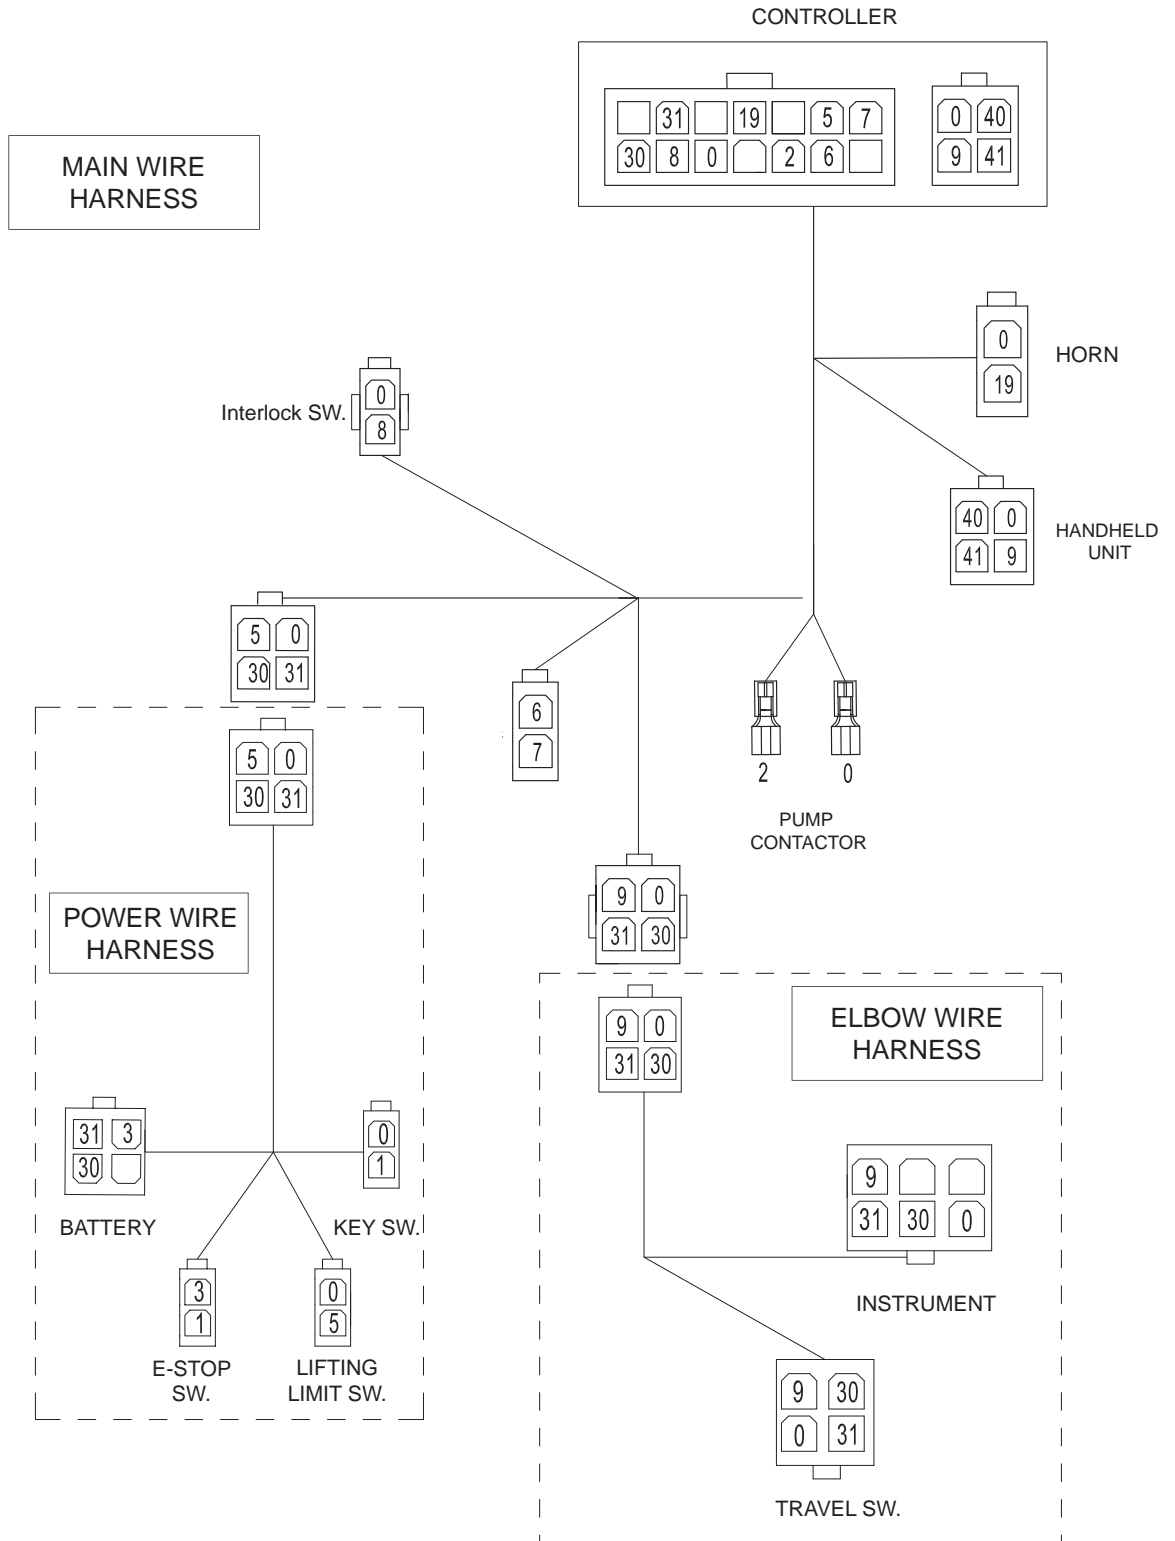 CONTROLLER
31 19 5 7
30 8 0 2 6
0 40
9 41
MAIN WIRE
HARNESS
0
19
HORN
Interlock SW.
0
8
40 0
41 9
HANDHELD
UNIT
5 0
30 31
6
7
2 0
PUMP
CONTACTOR
5 0
30 31
POWER WIRE
HARNESS
9 0
31 30
9 0
31 30
ELBOW WIRE
HARNESS
31 3
30
BATTERY
0
1
KEY SW.
3
1
E-STOP
SW.
0
5
LIFTING
LIMIT SW.
9
31 30 0
INSTRUMENT
9 30
0 31
TRAVEL SW.